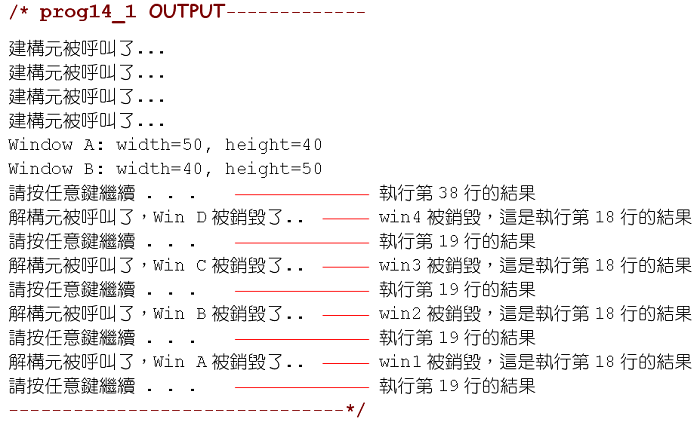 /* prog14_1 OUTPUT-------------
建構元被呼叫了...
建構元被呼叫了...
建構元被呼叫了...
建構元被呼叫了...
Window A: width=50, height=40
Window B: width=40, height=50
請按任意鍵繼續 . . . 執行第 38 行的結果
解構元被呼叫了，Win D 被銷毀了.. win4 被銷毀，這是執行第 18 行的結果
請按任意鍵繼續 . . . 執行第 19 行的結果
解構元被呼叫了，Win C 被銷毀了.. win3 被銷毀，這是執行第 18 行的結果
請按任意鍵繼續 . . . 執行第 19 行的結果
解構元被呼叫了，Win B 被銷毀了.. win2 被銷毀，這是執行第 18 行的結果
請按任意鍵繼續 . . . 執行第 19 行的結果
解構元被呼叫了，Win A 被銷毀了.. win1 被銷毀，這是執行第 18 行的結果
請按任意鍵繼續 . . . 執行第 19 行的結果
-------------------------------*/